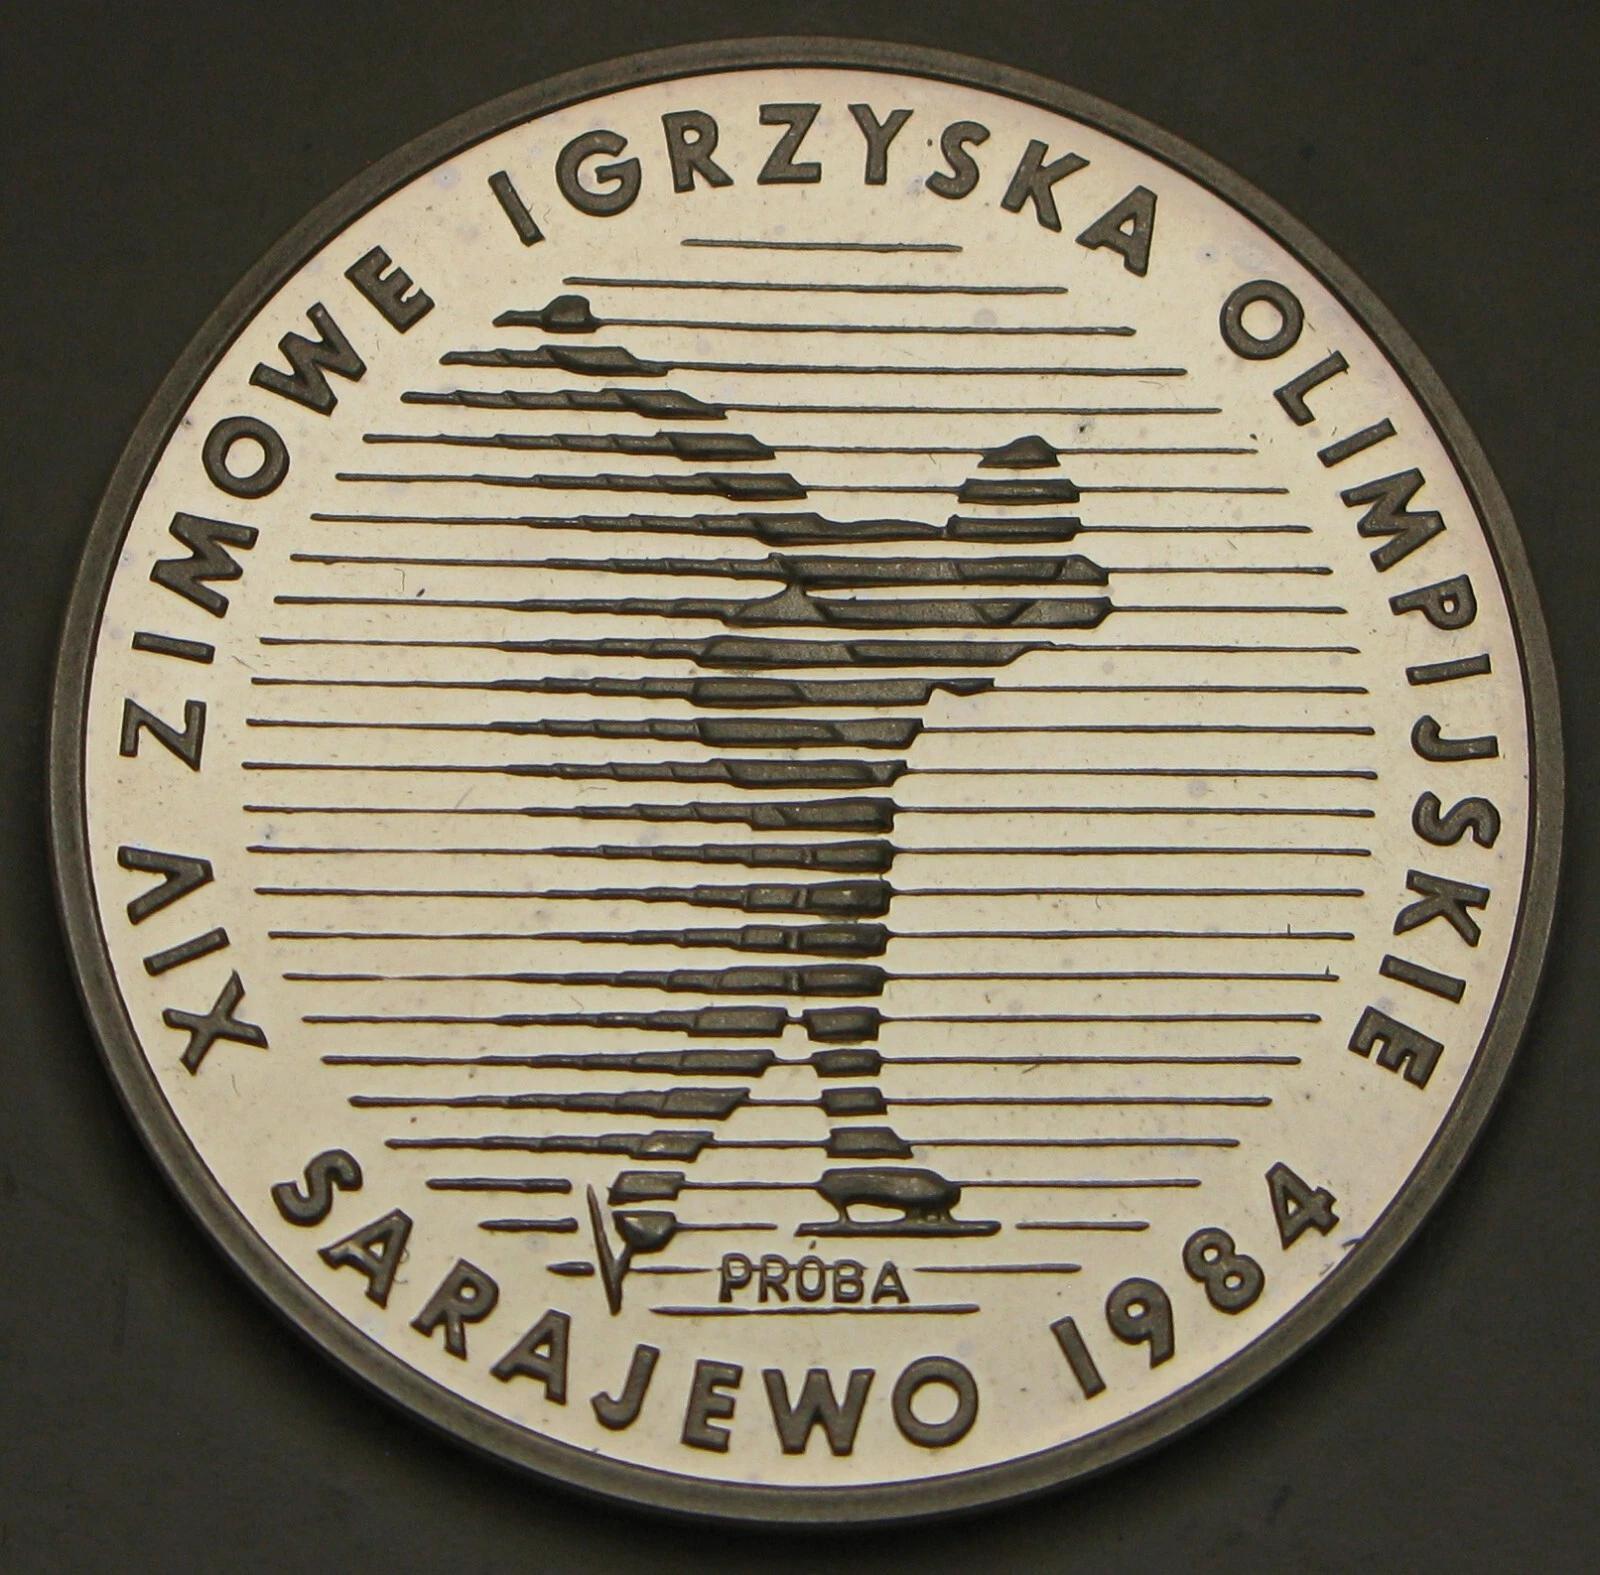 XIV ZIMOWE IGRZYSKA OLIMPIJSKIE
PRÓBA
SARAJEWO 1984